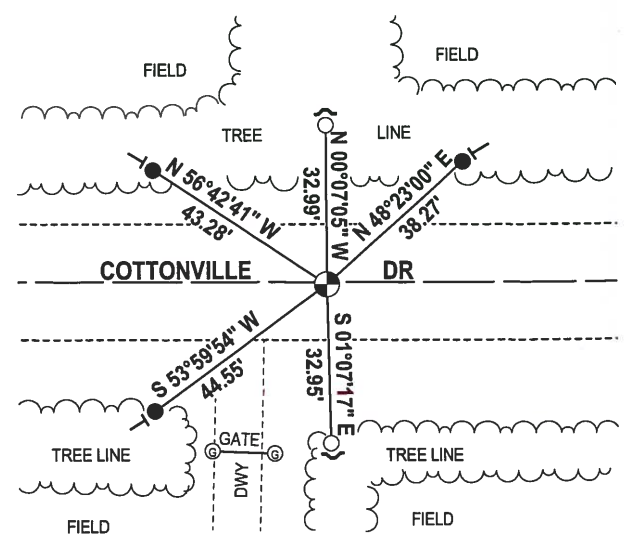 FIELD
FIELD
TREE
LINE
N 56°42'41" W
43.28'
N 00°07'05" W
32.99'
N 48°23'00" E
38.27'
COTTONVILLE
DR
S 53°59'54" W
44.55'
S 01°07'17" E
32.95'
G
GATE
G
DWY
TREE LINE
TREE LINE
FIELD
FIELD